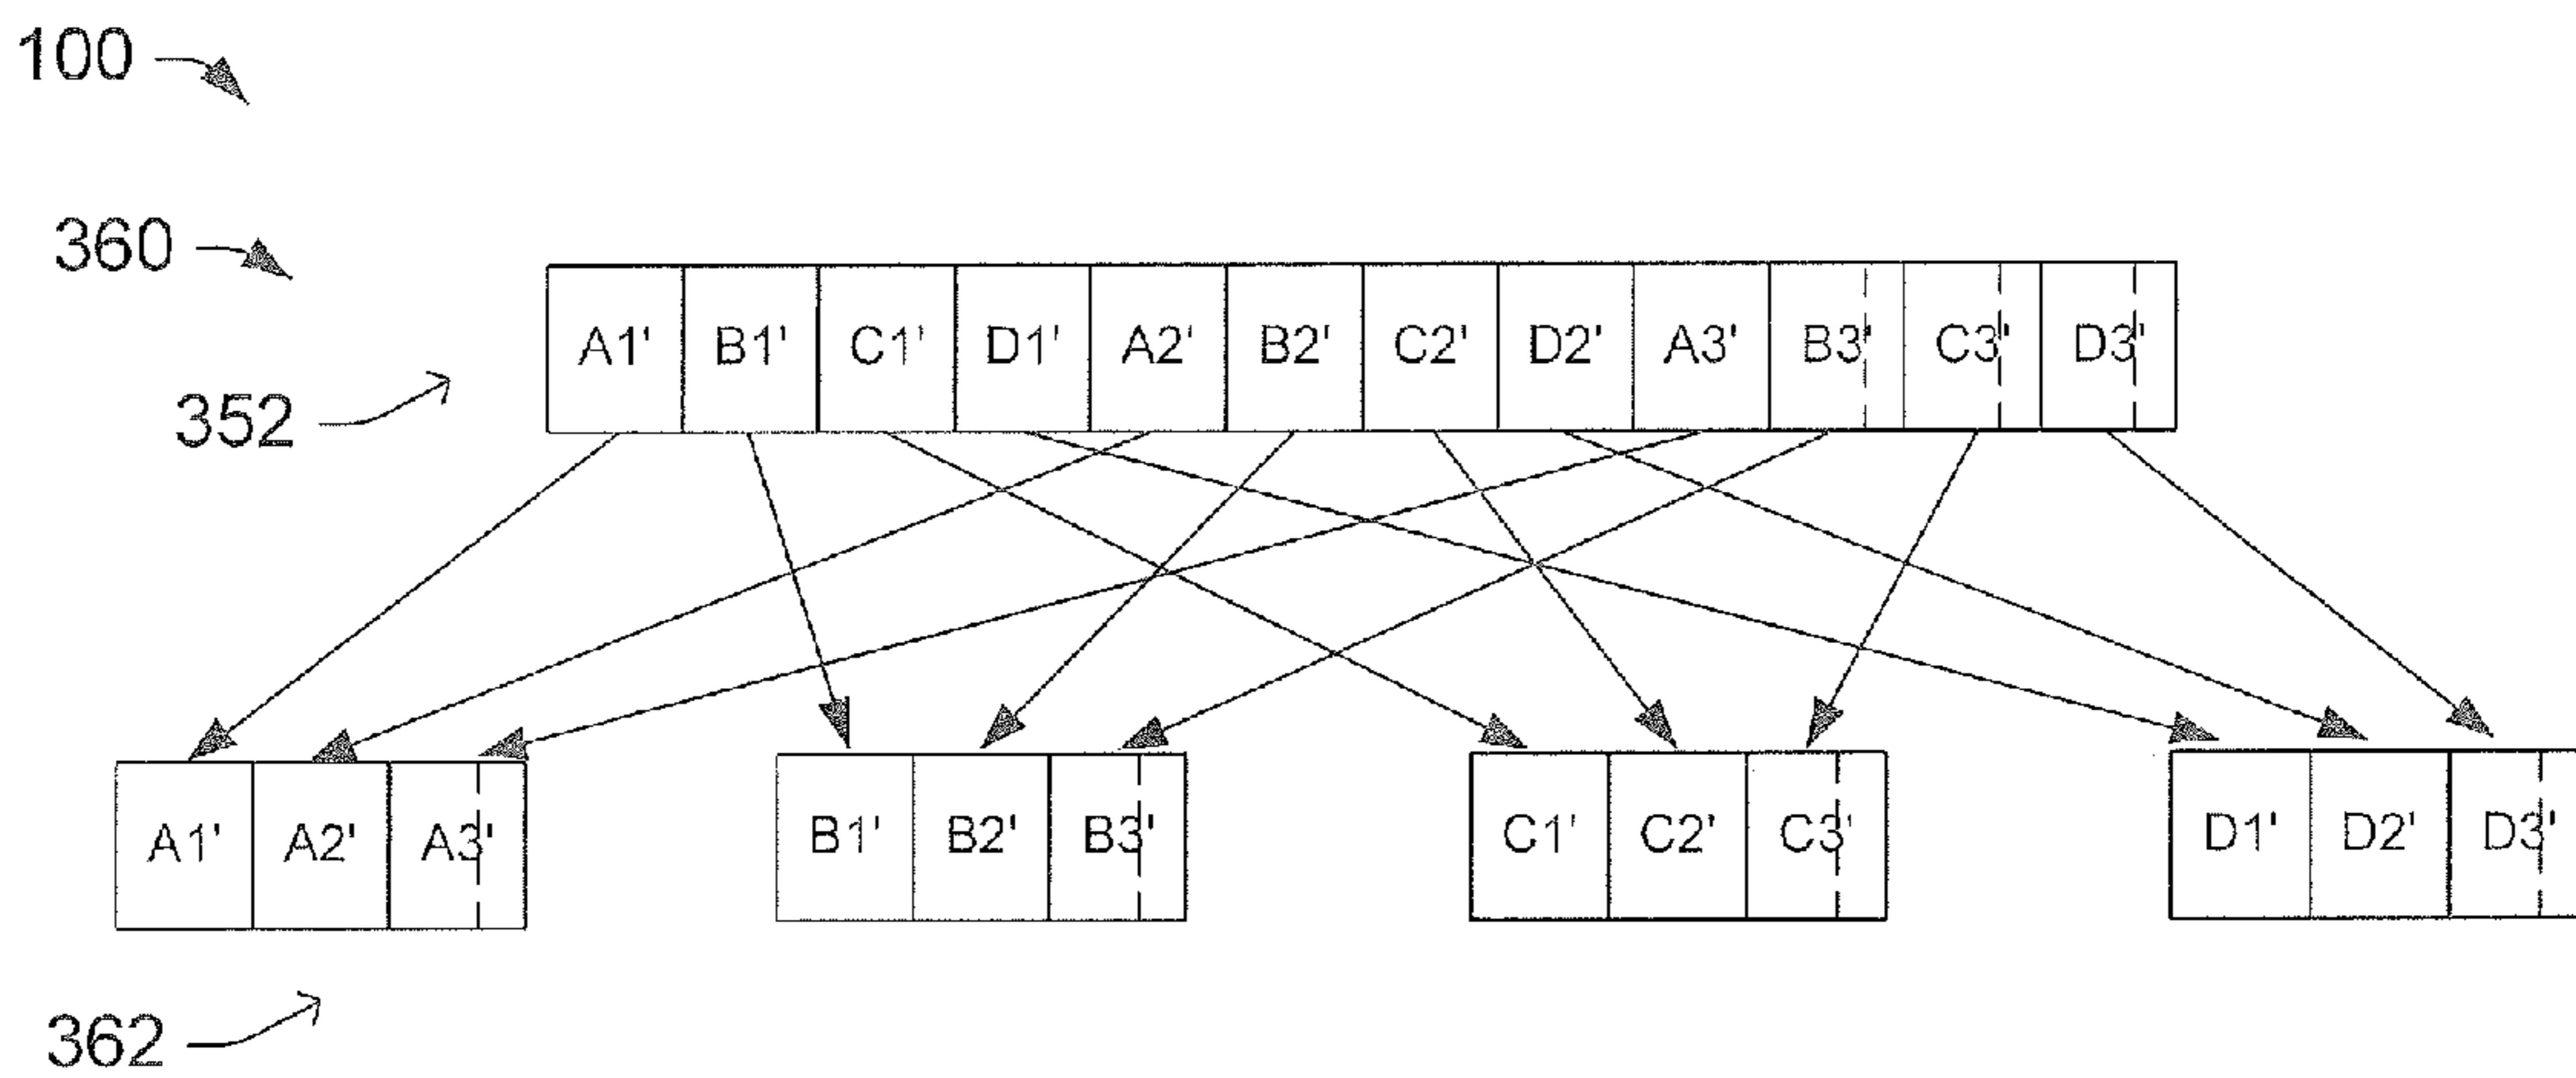 100
360
A1' B1' C1' D1' A2' B2' C2' D2' A3' B3' C3' D3'
352
A1' A2' A3' B1' B2' B3' C1' C2' C3' D1' D2' D3'
362